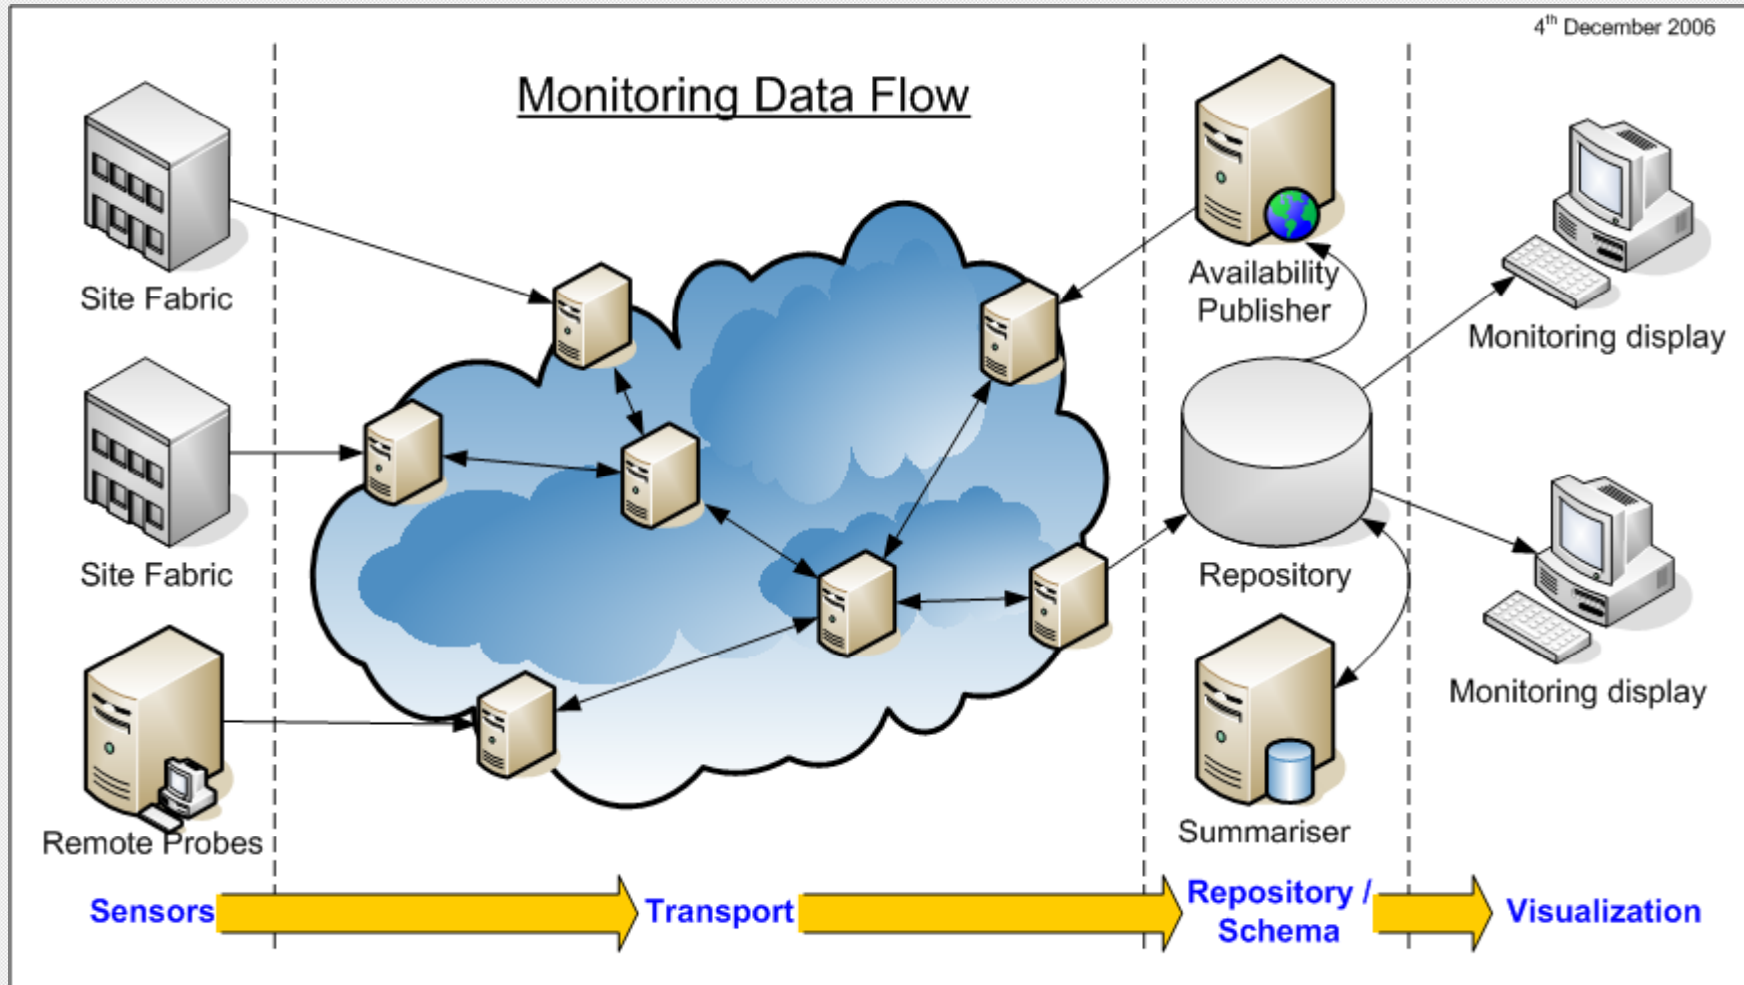 4th December 2006
Monitoring Data Flow
Site Fabric
Site Fabric
Remote Probes
Availability
Publisher
Repository
Summariser
Monitoring display
Monitoring display
Sensors
Transport
Repository /
Schema
Visualization